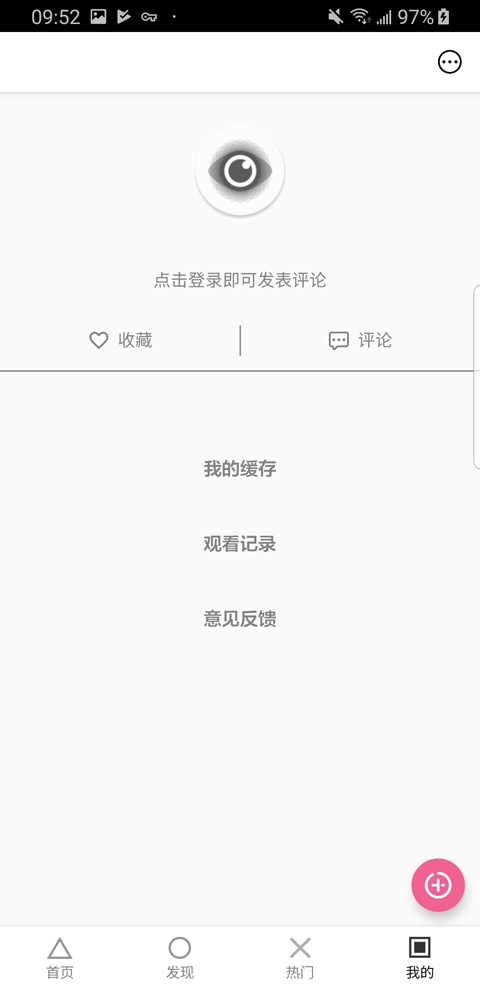 09:52 97%
点击登录即可发表评论
收藏 评论
我的缓存
观看记录
意见反馈
首页 发现 热门 我的